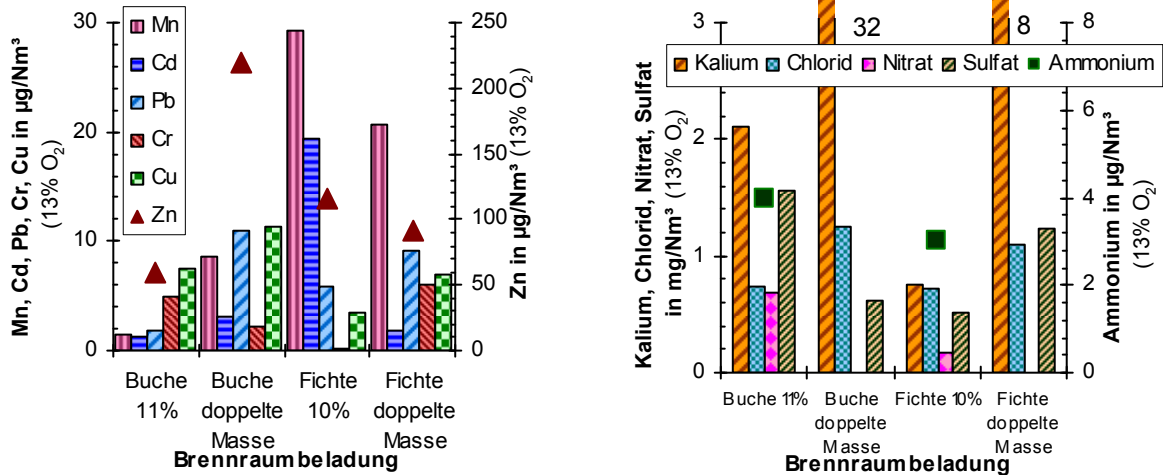 Mn, Cd, Pb, Cr, Cu in µg/Nm³
(13% O₂)
30
20
10
0
Mn
Cd
Pb
Cr
Cu
Zn
250
200
150
100
50
0
Zn in µg/Nm³ (13% O₂)
Buche
11%
Buche
doppelte
Masse
Fichte
10%
Fichte
doppelte
Masse
Brennraumbeladung
Kalium, Chlorid, Nitrat, Sulfat
in mg/Nm³ (13% O₂)
3
2
1
0
32
8
Kalium Chlorid Nitrat Sulfat Ammonium
8
6
4
2
0
Ammonium in µg/Nm³
(13% O₂)
Buche 11%
Buche
doppelte
Masse
Fichte 10%
Fichte
doppelte
Masse
Brennraumbeladung